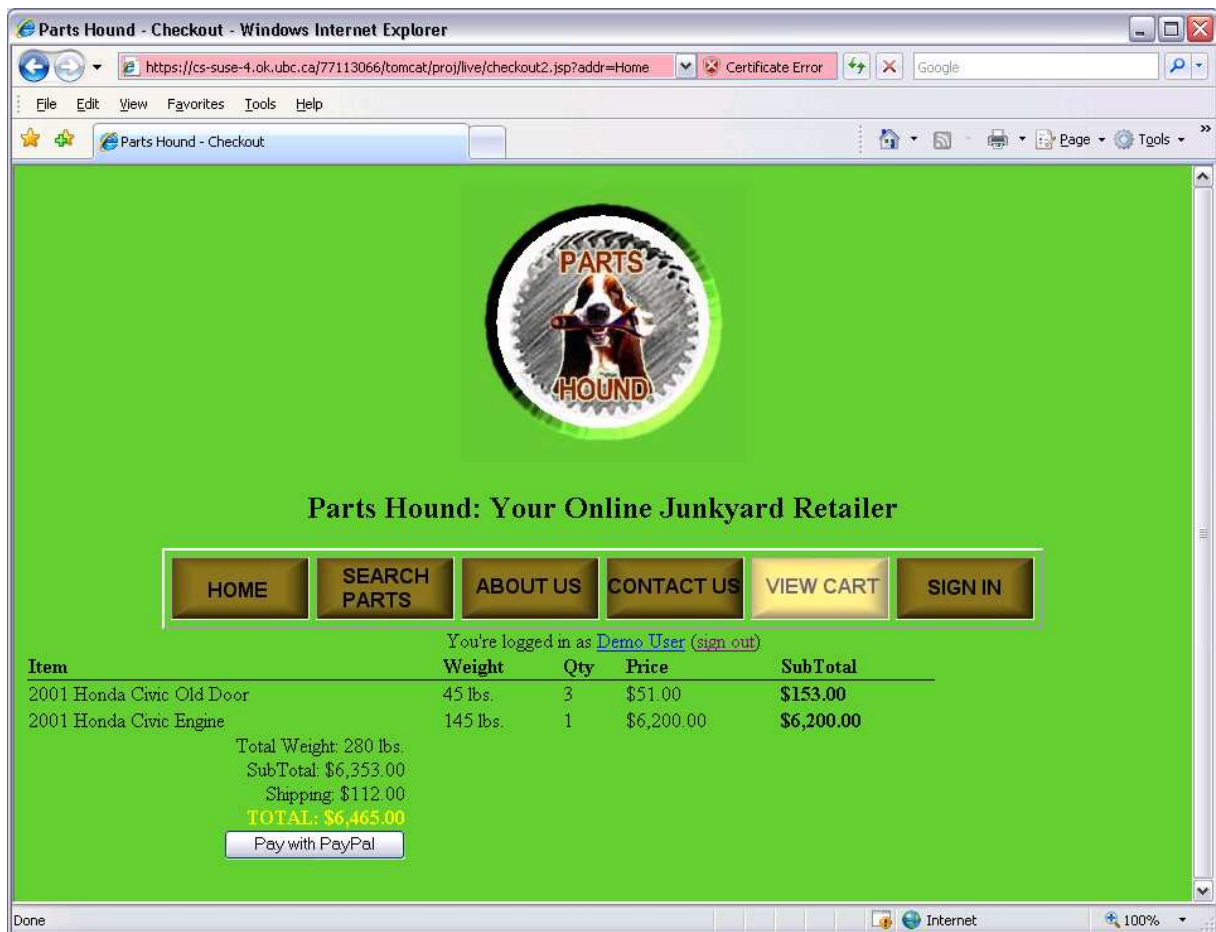 Parts Hound - Checkout - Windows Internet Explorer
https://cs-suse-4.ok.ubc.ca/77113066/tomcat/proj/live/checkout2.jsp?addr=Home Certificate Error Google
File Edit View Favorites Tools Help
Parts Hound - Checkout Page Tools »
PARTS
HOUND
Parts Hound: Your Online Junkyard Retailer
HOME SEARCH PARTS ABOUT US CONTACT US VIEW CART SIGN IN
You're logged in as Demo User (sign out)
Item Weight Qty Price SubTotal
2001 Honda Civic Old Door 45 lbs. 3 $51.00 $153.00
2001 Honda Civic Engine 145 lbs. 1 $6,200.00 $6,200.00
Total Weight: 280 lbs.
SubTotal: $6,353.00
Shipping: $112.00
TOTAL: $6,465.00
Pay with PayPal
Done Internet 100%